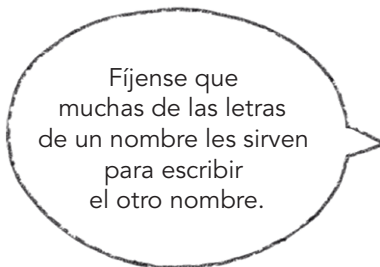 Fíjense que
muchas de las letras
de un nombre les sirven
para escribir
el otro nombre.